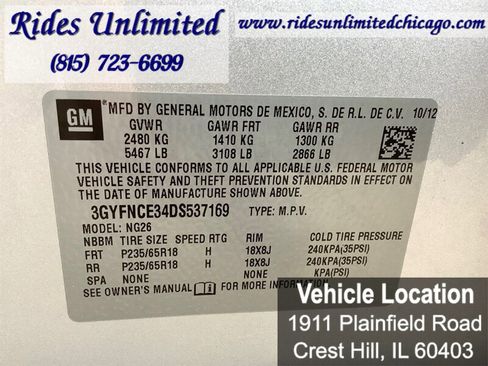 Rides Unlimited
(815) 723-6699
www.ridesunlimitedchicago.com
GM
MFD BY GENERAL MOTORS DE MEXICO, S. DE R.L. DE C.V. 10/12
GVWR GAWR FRT GAWR RR
2480 KG 1410 KG 1300 KG
5467 LB 3108 LB 2866 LB
THIS VEHICLE CONFORMS TO ALL APPLICABLE U.S. FEDERAL MOTOR
VEHICLE SAFETY AND THEFT PREVENTION STANDARDS IN EFFECT ON
THE DATE OF MANUFACTURE SHOWN ABOVE.
3GYFNCE34DS537169 TYPE: M.P.V.
MODEL: NG26
NBBM TIRE SIZE SPEED RTG RIM COLD TIRE PRESSURE
FRT P235/65R18 H 18X8J 240KPA(35PSI)
RR P235/65R18 H 18X8J 240KPA(35PSI)
SPA NONE NONE KPA(PSI)
SEE OWNER'S MANUAL FOR MORE INFORMATION. NONE
Vehicle Location
1911 Plainfield Road
Crest Hill, IL 60403